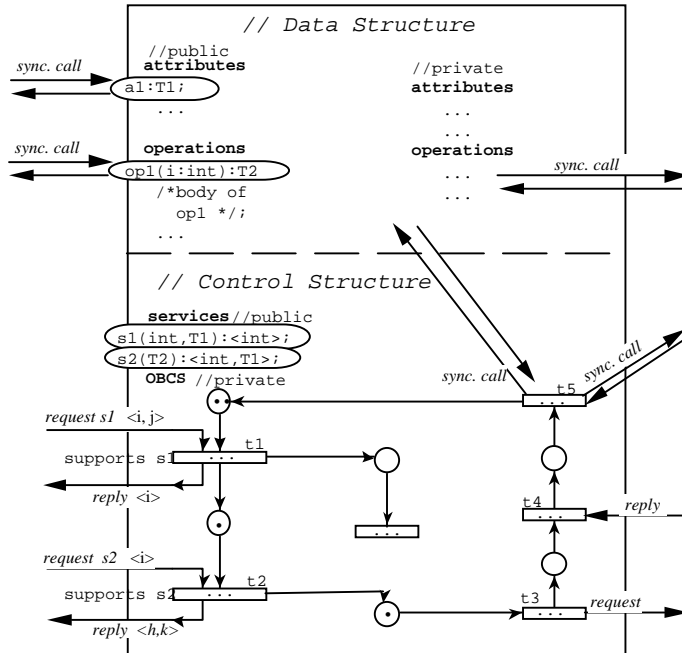 // Data Structure
//public
attributes
sync. call
a1:T1;
...
//private
attributes
...
...
operations
sync. call
op1(i:int):T2
/*body of
op1 */;
...
operations
...
...
sync. call
// Control Structure
services //public
s1(int,T1):<int>;
s2(T2):<int,T1>;
OBCS //private
sync. call
sync. call
t5
...
request s1 <i,j>
supports s1
t1
...
reply <i>
...
t4
...
reply
request s2 <i>
supports s2
t2
...
reply <h,k>
t3
...
request